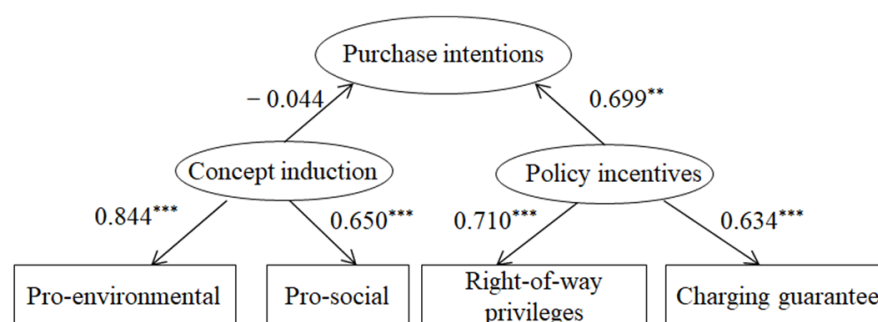 Purchase intentions
− 0.044
0.699**
Concept induction
Policy incentives
0.844***
0.650***
0.710***
0.634***
Pro-environmental
Pro-social
Right-of-way
privileges
Charging guarantee